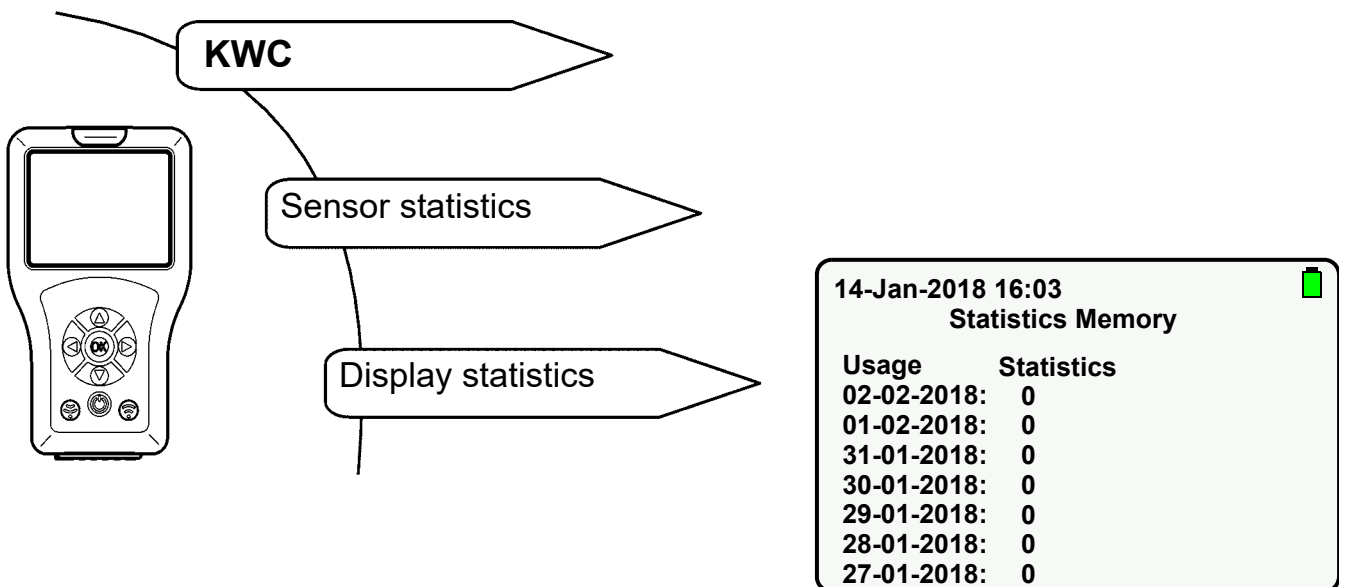 KWC
Sensor statistics
Display statistics
OK
14-Jan-2018 16:03
Statistics Memory
Usage Statistics
02-02-2018: 0
01-02-2018: 0
31-01-2018: 0
30-01-2018: 0
29-01-2018: 0
28-01-2018: 0
27-01-2018: 0